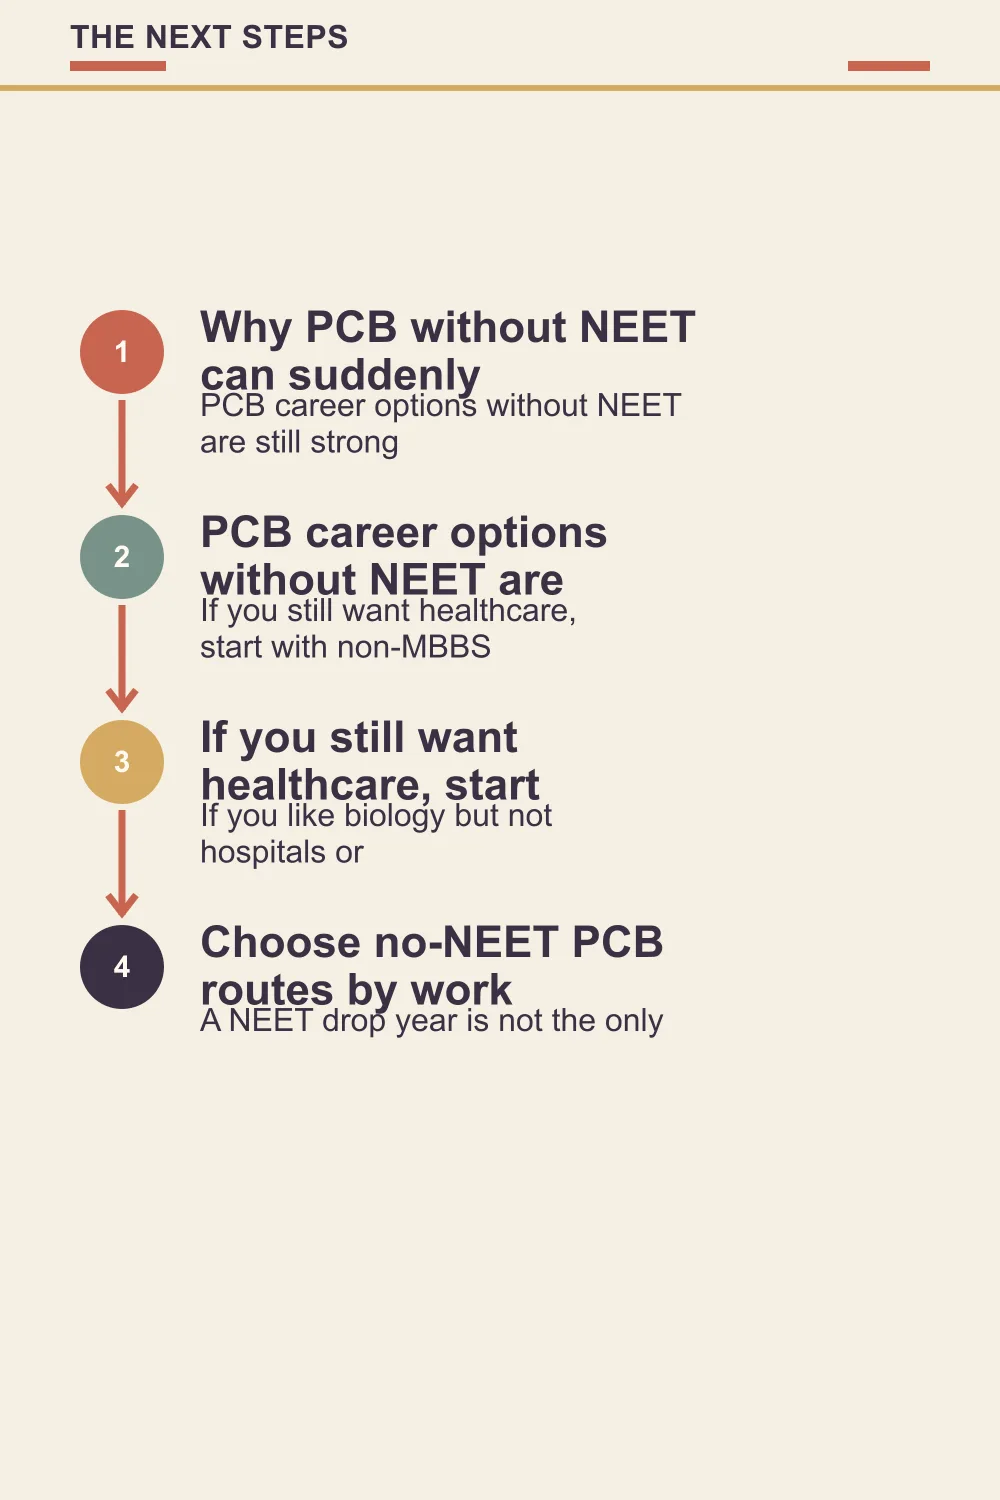 THE NEXT STEPS
1
Why PCB without NEET
can suddenly
PCB career options without NEET
are still strong
2
PCB career options
without NEET are
If you still want healthcare,
start with non-MBBS
3
If you still want
healthcare, start
If you like biology but not
hospitals or
4
Choose no-NEET PCB
routes by work
A NEET drop year is not the only